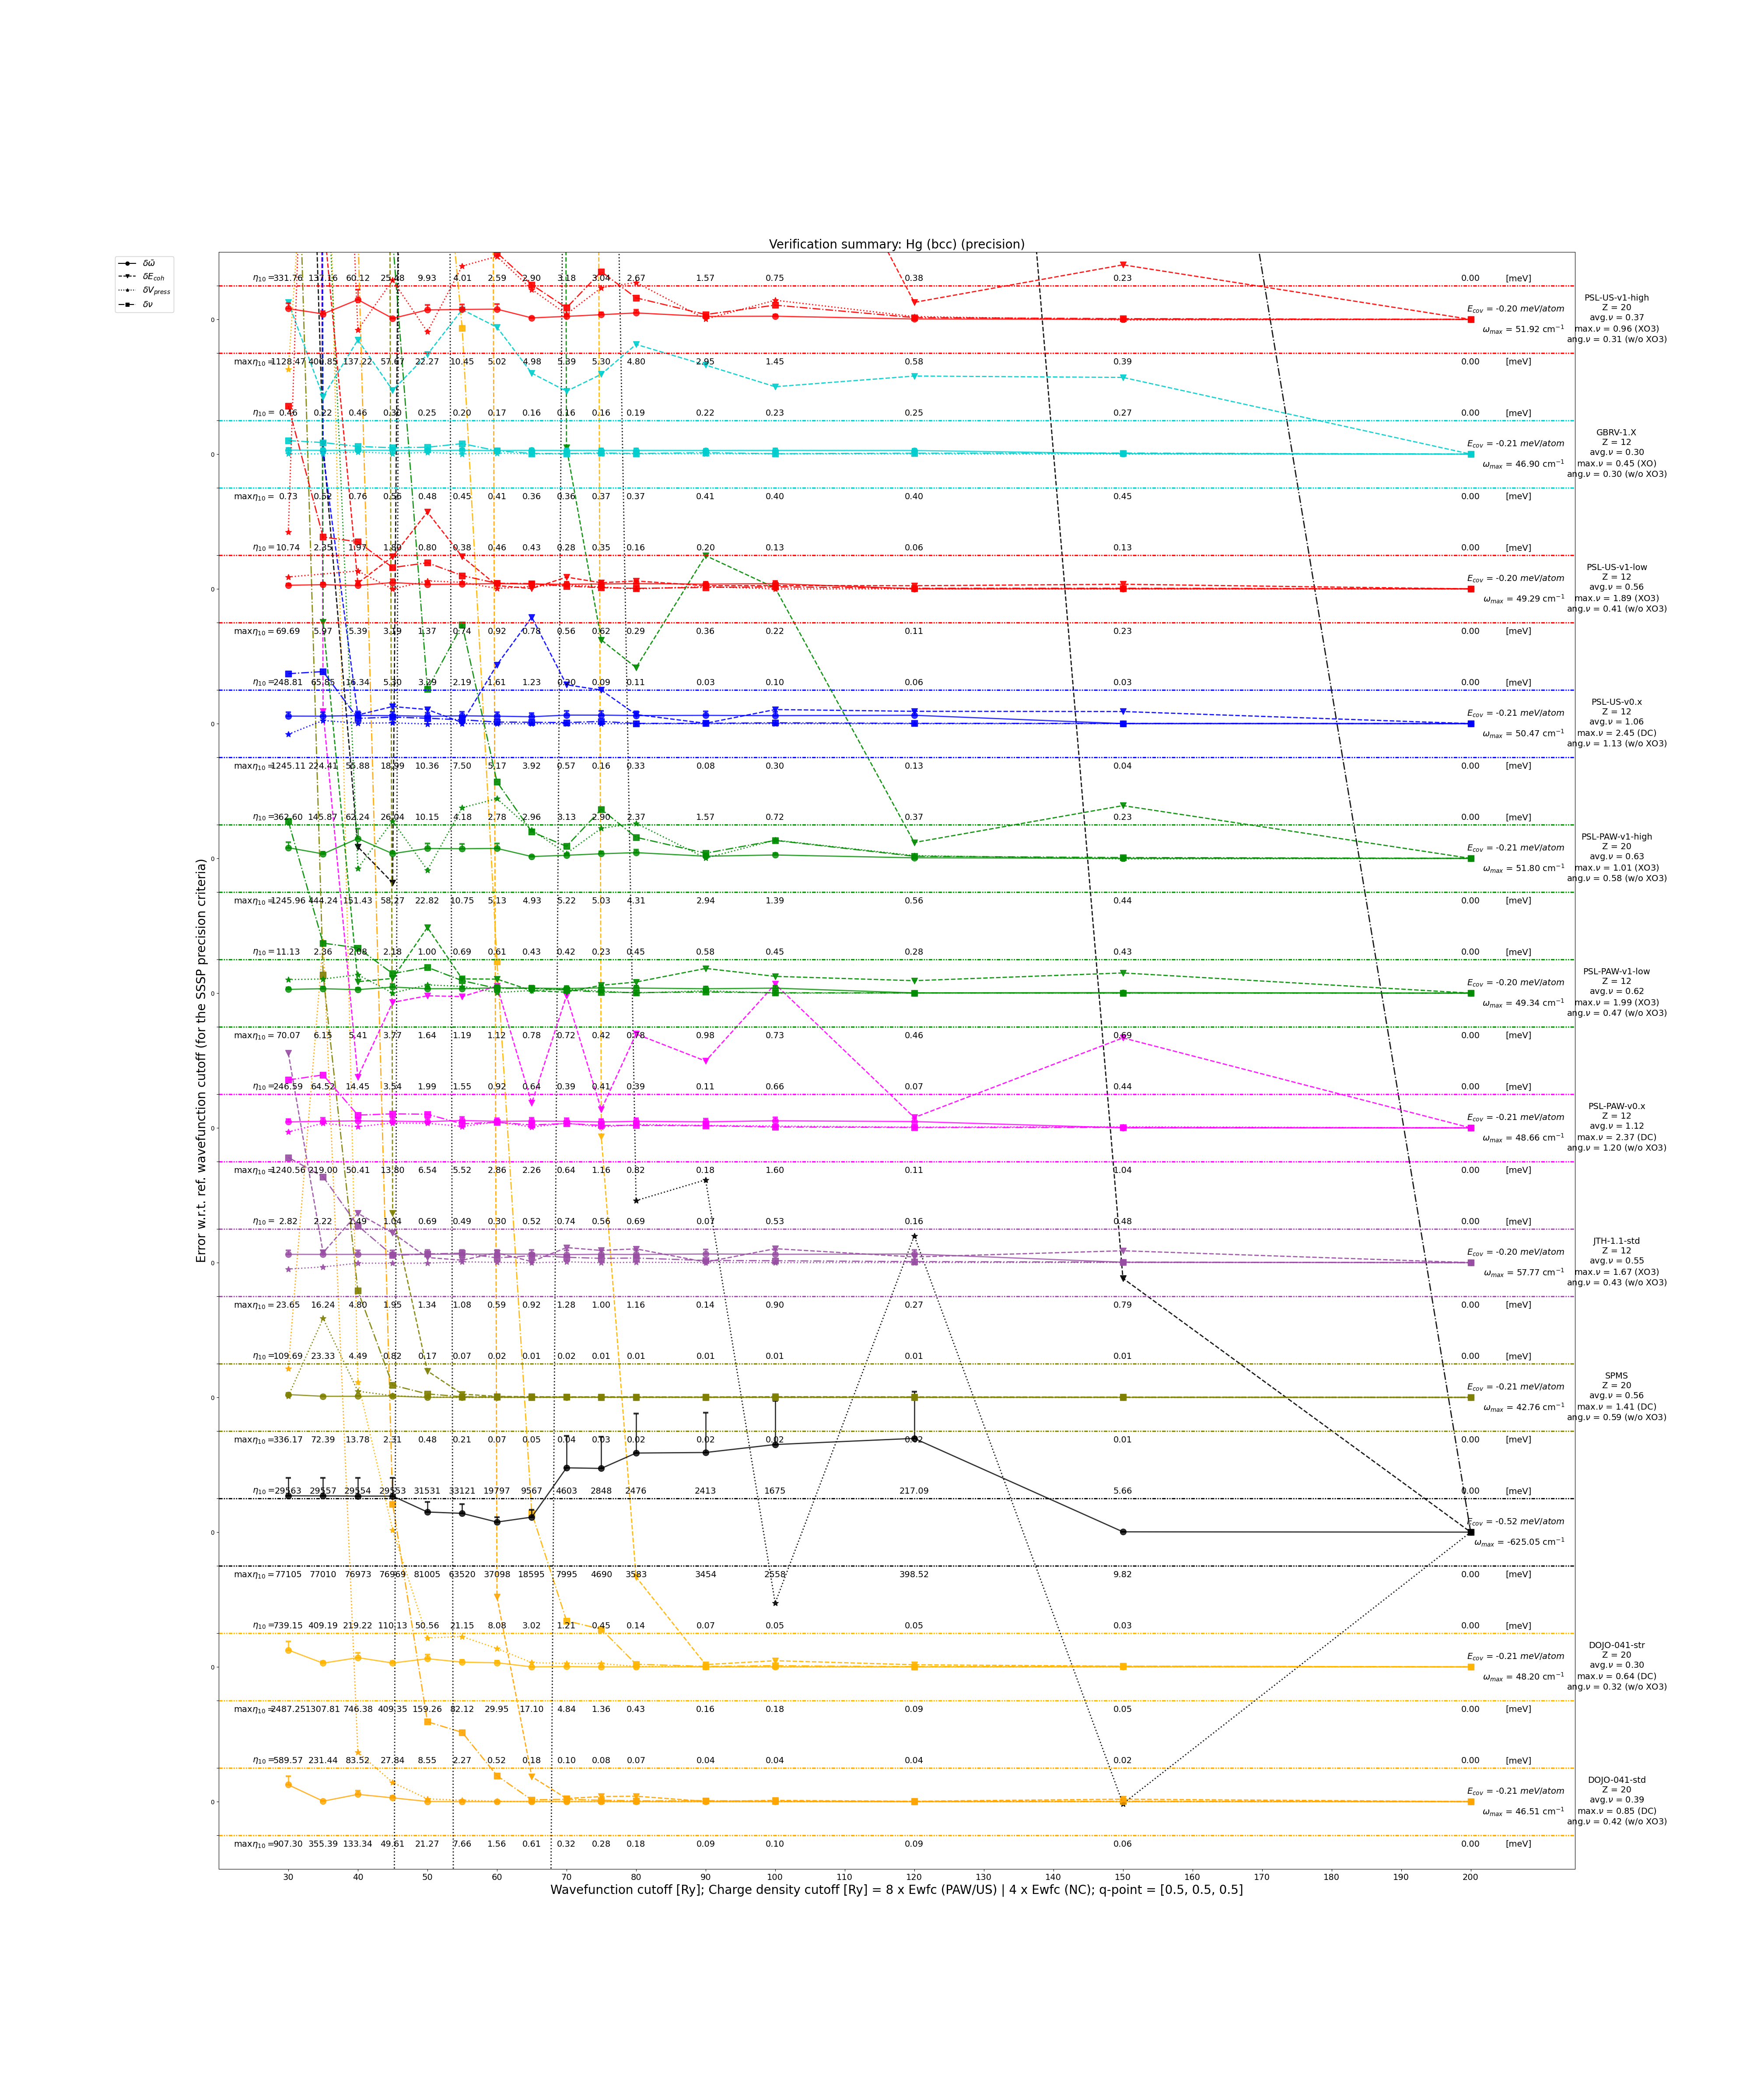 Verification summary: Hg (bcc) (precision)
δω̄
δE_coh
δV_press
δν
η₁₀ = 331.76 60.12 9.93 4.01 2.59 2.90 3.18 3.04 2.67 1.57 0.75 0.38 0.23 0.00 [meV]
E_cov = -0.20 meV/atom
ω_max = 51.92 cm⁻¹
PSL-US-v1-high
Z = 20
avg.ν = 0.37
max.ν = 0.96 (XO3)
ang.ν = 0.31 (w/o XO3)
maxη₁₀ = 1128.47 137.22 57.67 22.27 10.45 5.02 4.98 5.39 5.30 4.80 2.95 1.45 0.58 0.39 0.00 [meV]
η₁₀ = 0.46 0.22 0.46 0.30 0.25 0.20 0.17 0.16 0.16 0.16 0.19 0.22 0.23 0.25 0.27 0.00 [meV]
E_cov = -0.21 meV/atom
ω_max = 46.90 cm⁻¹
GBRV-1.X
Z = 12
avg.ν = 0.30
max.ν = 0.45 (XO)
ang.ν = 0.30 (w/o XO3)
maxη₁₀ = 0.73 0.52 0.76 0.56 0.48 0.45 0.41 0.36 0.36 0.37 0.37 0.41 0.40 0.40 0.45 0.00 [meV]
η₁₀ = 10.74 2.35 1.97 0.80 0.38 0.46 0.43 0.28 0.35 0.16 0.20 0.13 0.06 0.13 0.00 [meV]
E_cov = -0.20 meV/atom
ω_max = 49.29 cm⁻¹
PSL-US-v1-low
Z = 12
avg.ν = 0.56
max.ν = 1.89 (XO3)
ang.ν = 0.41 (w/o XO3)
maxη₁₀ = 69.69 5.97 5.39 3.19 1.37 0.74 0.92 0.78 0.56 0.62 0.29 0.36 0.22 0.11 0.23 0.00 [meV]
η₁₀ = 248.81 65.85 16.34 5.30 3.29 2.19 1.61 1.23 0.20 0.09 0.11 0.03 0.10 0.06 0.03 0.00 [meV]
E_cov = -0.21 meV/atom
ω_max = 50.47 cm⁻¹
PSL-US-v0.x
Z = 12
avg.ν = 1.06
max.ν = 2.45 (DC)
ang.ν = 1.13 (w/o XO3)
maxη₁₀ = 1245.11 224.41 55.88 18.99 10.36 7.50 5.17 3.92 0.57 0.16 0.33 0.08 0.30 0.13 0.04 0.00 [meV]
η₁₀ = 362.60 145.87 62.24 26.04 10.15 4.18 2.78 2.96 3.13 2.90 2.37 1.57 0.72 0.37 0.23 0.00 [meV]
E_cov = -0.21 meV/atom
ω_max = 51.80 cm⁻¹
PSL-PAW-v1-high
Z = 20
avg.ν = 0.63
max.ν = 1.01 (XO3)
ang.ν = 0.58 (w/o XO3)
maxη₁₀ = 1245.96 444.24 151.43 58.27 22.82 10.75 5.13 4.93 5.22 5.03 4.31 2.94 1.39 0.56 0.44 0.00 [meV]
η₁₀ = 11.13 2.36 2.08 2.18 1.00 0.69 0.61 0.43 0.42 0.23 0.45 0.58 0.45 0.28 0.43 0.00 [meV]
E_cov = -0.20 meV/atom
ω_max = 49.34 cm⁻¹
PSL-PAW-v1-low
Z = 12
avg.ν = 0.62
max.ν = 1.99 (XO3)
ang.ν = 0.47 (w/o XO3)
maxη₁₀ = 70.07 6.15 5.41 3.77 1.64 1.19 1.12 0.78 0.72 0.42 0.78 0.98 0.73 0.46 0.69 0.00 [meV]
η₁₀ = 246.59 64.52 14.45 3.54 1.99 1.55 0.92 0.64 0.39 0.41 0.39 0.11 0.66 0.07 0.44 0.00 [meV]
E_cov = -0.21 meV/atom
ω_max = 48.66 cm⁻¹
PSL-PAW-v0.x
Z = 12
avg.ν = 1.12
max.ν = 2.37 (DC)
ang.ν = 1.20 (w/o XO3)
maxη₁₀ = 1240.56 219.00 50.41 13.80 6.54 5.52 2.86 2.26 0.64 1.16 0.82 0.18 1.60 0.11 1.04 0.00 [meV]
η₁₀ = 2.82 2.22 1.49 1.04 0.69 0.49 0.30 0.52 0.74 0.56 0.69 0.07 0.53 0.16 0.48 0.00 [meV]
E_cov = -0.20 meV/atom
ω_max = 57.77 cm⁻¹
JTH-1.1-std
Z = 12
avg.ν = 0.55
max.ν = 1.67 (XO3)
ang.ν = 0.43 (w/o XO3)
maxη₁₀ = 23.65 16.24 4.80 1.95 1.34 1.08 0.59 0.92 1.28 1.00 1.16 0.14 0.90 0.27 0.79 0.00 [meV]
η₁₀ = 109.69 23.33 4.49 0.82 0.17 0.07 0.02 0.01 0.02 0.01 0.01 0.01 0.01 0.01 0.01 0.00 [meV]
E_cov = -0.21 meV/atom
ω_max = 42.76 cm⁻¹
SPMS
Z = 20
avg.ν = 0.56
max.ν = 1.41 (DC)
ang.ν = 0.59 (w/o XO3)
maxη₁₀ = 336.17 72.39 13.78 2.31 0.48 0.21 0.07 0.05 0.04 0.03 0.02 0.02 0.02 0.02 0.01 0.00 [meV]
η₁₀ = 29563 29557 29554 29553 31531 33121 19797 9567 4603 2848 2476 2413 1675 217.09 5.66 0.00 [meV]
E_cov = -0.52 meV/atom
ω_max = -625.05 cm⁻¹
maxη₁₀ = 77105 77010 76973 76969 81005 63520 37098 18595 7995 4690 3583 3454 2558 398.52 9.82 0.00 [meV]
η₁₀ = 739.15 409.19 219.22 110.13 50.56 21.15 8.08 3.02 1.21 0.45 0.14 0.07 0.05 0.05 0.03 0.00 [meV]
E_cov = -0.21 meV/atom
ω_max = 48.20 cm⁻¹
DOJO-041-str
Z = 20
avg.ν = 0.30
max.ν = 0.64 (DC)
ang.ν = 0.32 (w/o XO3)
maxη₁₀ = 2487.25 1307.81 746.38 409.35 159.26 82.12 29.95 17.10 4.84 1.36 0.43 0.16 0.18 0.09 0.05 0.00 [meV]
η₁₀ = 589.57 231.44 83.52 27.84 8.55 2.27 0.52 0.18 0.10 0.08 0.07 0.04 0.04 0.04 0.02 0.00 [meV]
E_cov = -0.21 meV/atom
ω_max = 46.51 cm⁻¹
DOJO-041-std
Z = 20
avg.ν = 0.39
max.ν = 0.85 (DC)
ang.ν = 0.42 (w/o XO3)
maxη₁₀ = 907.30 355.39 133.34 49.61 21.27 7.66 1.56 0.61 0.32 0.28 0.18 0.09 0.10 0.09 0.06 0.00 [meV]
0
0
0
0
0
0
0
0
0
0
0
0
30 40 50 60 70 80 90 100 110 120 130 140 150 160 170 180 190 200
Wavefunction cutoff [Ry]; Charge density cutoff [Ry] = 8 x Ewfc (PAW/US) | 4 x Ewfc (NC); q-point = [0.5, 0.5, 0.5]
Error w.r.t. ref. wavefunction cutoff (for the SSSP precision criteria)